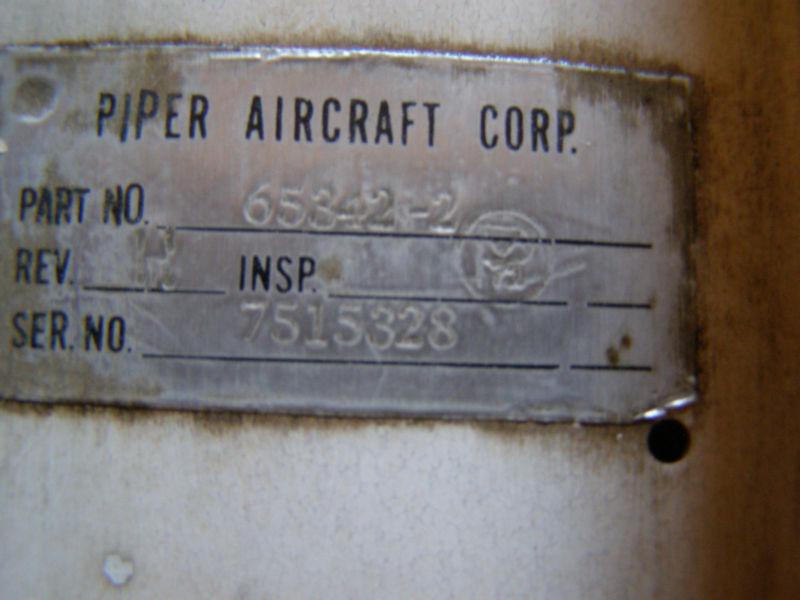 PIPER AIRCRAFT CORP.
PART NO. 65342-2
REV. INSP.
SER. NO. 7515328